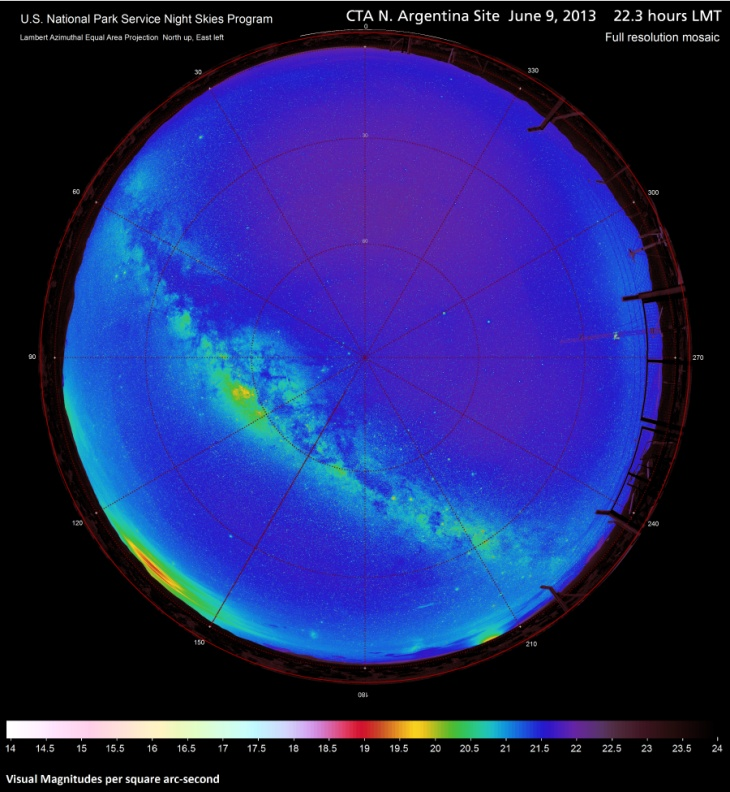 U.S. National Park Service Night Skies Program
CTA N. Argentina Site June 9, 2013 22.3 hours LMT
Lambert Azimuthal Equal Area Projection North up, East left
Full resolution mosaic
0
30
330
30
60
300
60
90
270
120
240
150
210
180
14 14.5 15 15.5 16 16.5 17 17.5 18 18.5 19 19.5 20 20.5 21 21.5 22 22.5 23 23.5 24
Visual Magnitudes per square arc-second